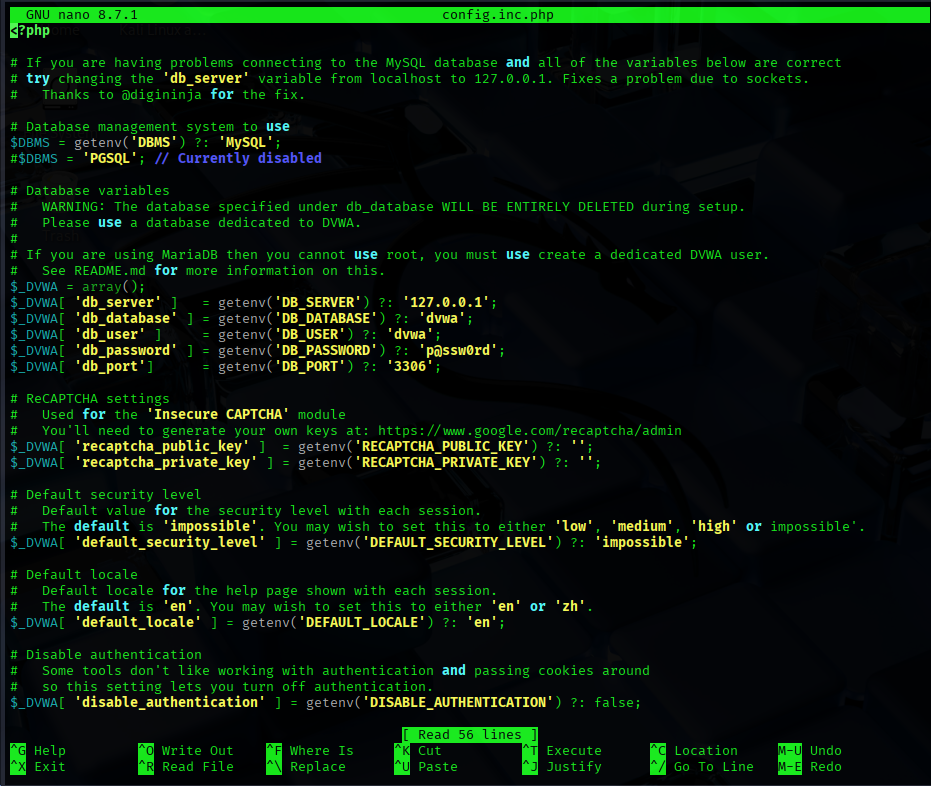 GNU nano 8.7.1 config.inc.php
<?php

# If you are having problems connecting to the MySQL database and all of the variables below are correct
# try changing the 'db_server' variable from localhost to 127.0.0.1. Fixes a problem due to sockets.
#   Thanks to @digininja for the fix.

# Database management system to use
$DBMS = getenv('DBMS') ?: 'MySQL';
#$DBMS = 'PGSQL'; // Currently disabled

# Database variables
#   WARNING: The database specified under db_database WILL BE ENTIRELY DELETED during setup.
#   Please use a database dedicated to DVWA.
#
# If you are using MariaDB then you cannot use root, you must use create a dedicated DVWA user.
#   See README.md for more information on this.
$_DVWA = array();
$_DVWA[ 'db_server' ]   = getenv('DB_SERVER') ?: '127.0.0.1';
$_DVWA[ 'db_database' ] = getenv('DB_DATABASE') ?: 'dvwa';
$_DVWA[ 'db_user' ]     = getenv('DB_USER') ?: 'dvwa';
$_DVWA[ 'db_password' ] = getenv('DB_PASSWORD') ?: 'p@ssw0rd';
$_DVWA[ 'db_port']      = getenv('DB_PORT') ?: '3306';

# ReCAPTCHA settings
#   Used for the 'Insecure CAPTCHA' module
#   You'll need to generate your own keys at: https://www.google.com/recaptcha/admin
$_DVWA[ 'recaptcha_public_key' ]  = getenv('RECAPTCHA_PUBLIC_KEY') ?: '';
$_DVWA[ 'recaptcha_private_key' ] = getenv('RECAPTCHA_PRIVATE_KEY') ?: '';

# Default security level
#   Default value for the security level with each session.
#   The default is 'impossible'. You may wish to set this to either 'low', 'medium', 'high' or impossible'.
$_DVWA[ 'default_security_level' ] = getenv('DEFAULT_SECURITY_LEVEL') ?: 'impossible';

# Default locale
#   Default locale for the help page shown with each session.
#   The default is 'en'. You may wish to set this to either 'en' or 'zh'.
$_DVWA[ 'default_locale' ] = getenv('DEFAULT_LOCALE') ?: 'en';

# Disable authentication
#   Some tools don't like working with authentication and passing cookies around
#   so this setting lets you turn off authentication.
$_DVWA[ 'disable_authentication' ] = getenv('DISABLE_AUTHENTICATION') ?: false;

[ Read 56 lines ]
^G Help ^O Write Out ^F Where Is ^K Cut ^T Execute ^C Location M-U Undo
^X Exit ^R Read File ^\ Replace ^U Paste ^J Justify ^/ Go To Line M-E Redo